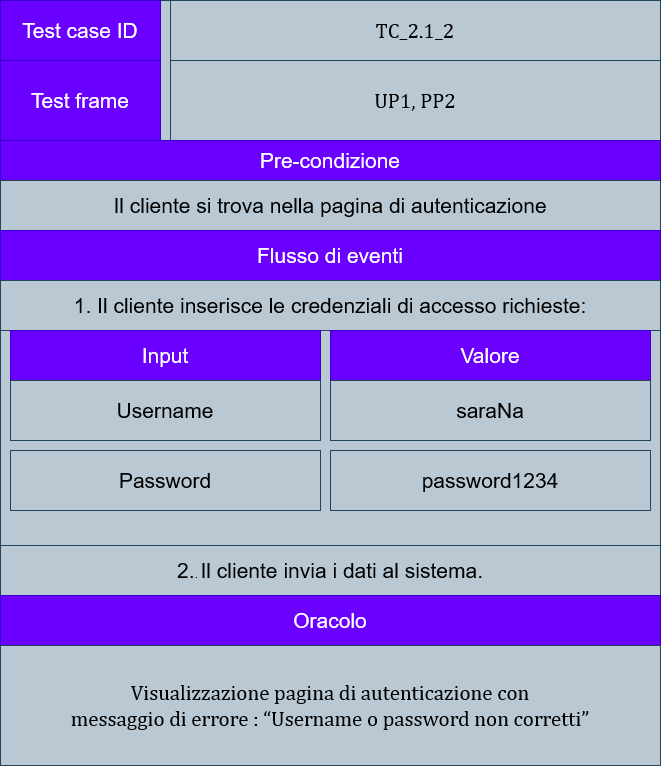 Test case ID
TC_2.1_2
Test frame
UP1, PP2
Pre-condizione
Il cliente si trova nella pagina di autenticazione
Flusso di eventi
1. Il cliente inserisce le credenziali di accesso richieste:
Input
Valore
Username
saraNa
Password
password1234
2.. Il cliente invia i dati al sistema.
Oracolo
Visualizzazione pagina di autenticazione con
messaggio di errore : “Username o password non corretti”